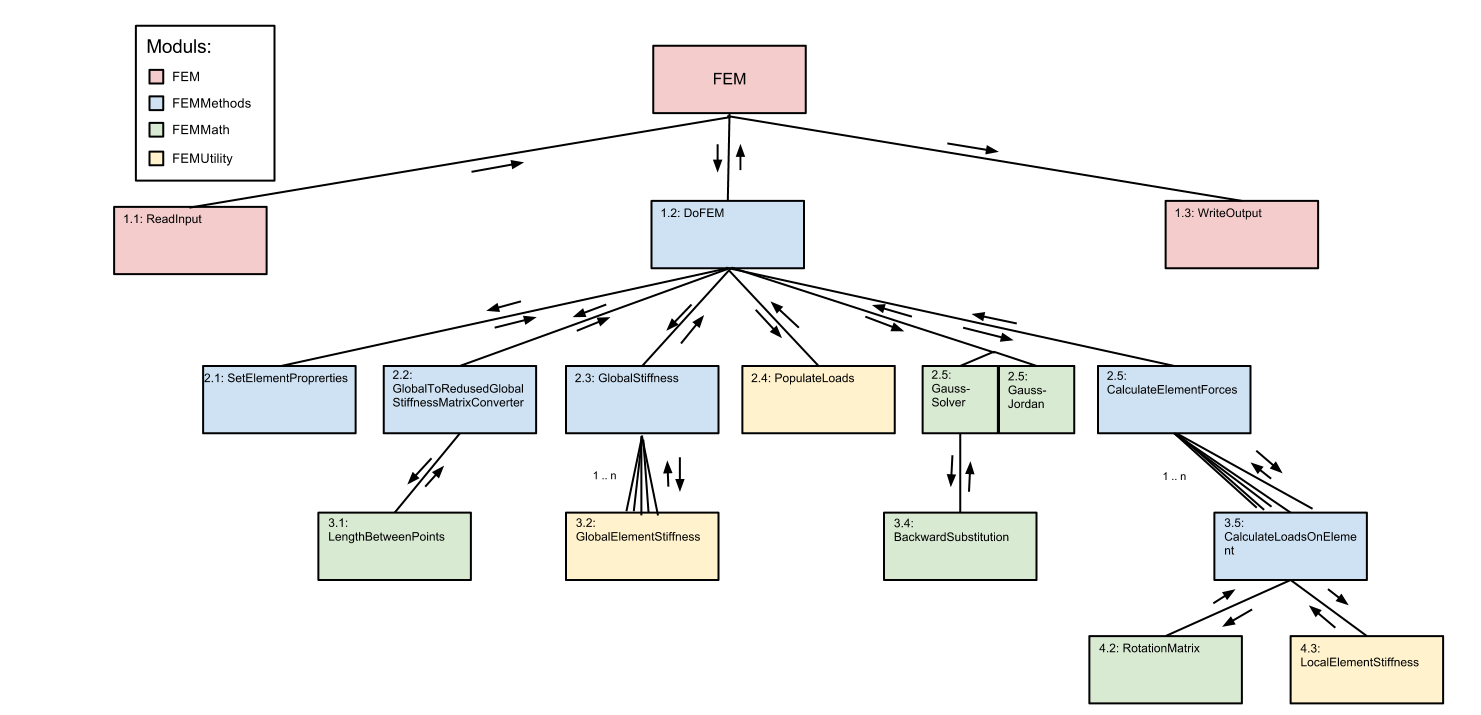 Moduls:
FEM
FEMMethods
FEMMath
FEMUtility
FEM
1.1: ReadInput
1.2: DoFEM
1.3: WriteOutput
2.1: SetElementProprerties
2.2:
GlobalToRedusedGlobal
StiffnessMatrixConverter
2.3: GlobalStiffness
2.4: PopulateLoads
2.5:
Gauss-
Solver
2.5:
Gauss-
Jordan
2.5:
CalculateElementForces
1 .. n
1 .. n
3.1:
LengthBetweenPoints
3.2:
GlobalElementStiffness
3.4:
BackwardSubstitution
3.5:
CalculateLoadsOnEleme
nt
4.2: RotationMatrix
4.3:
LocalElementStiffness